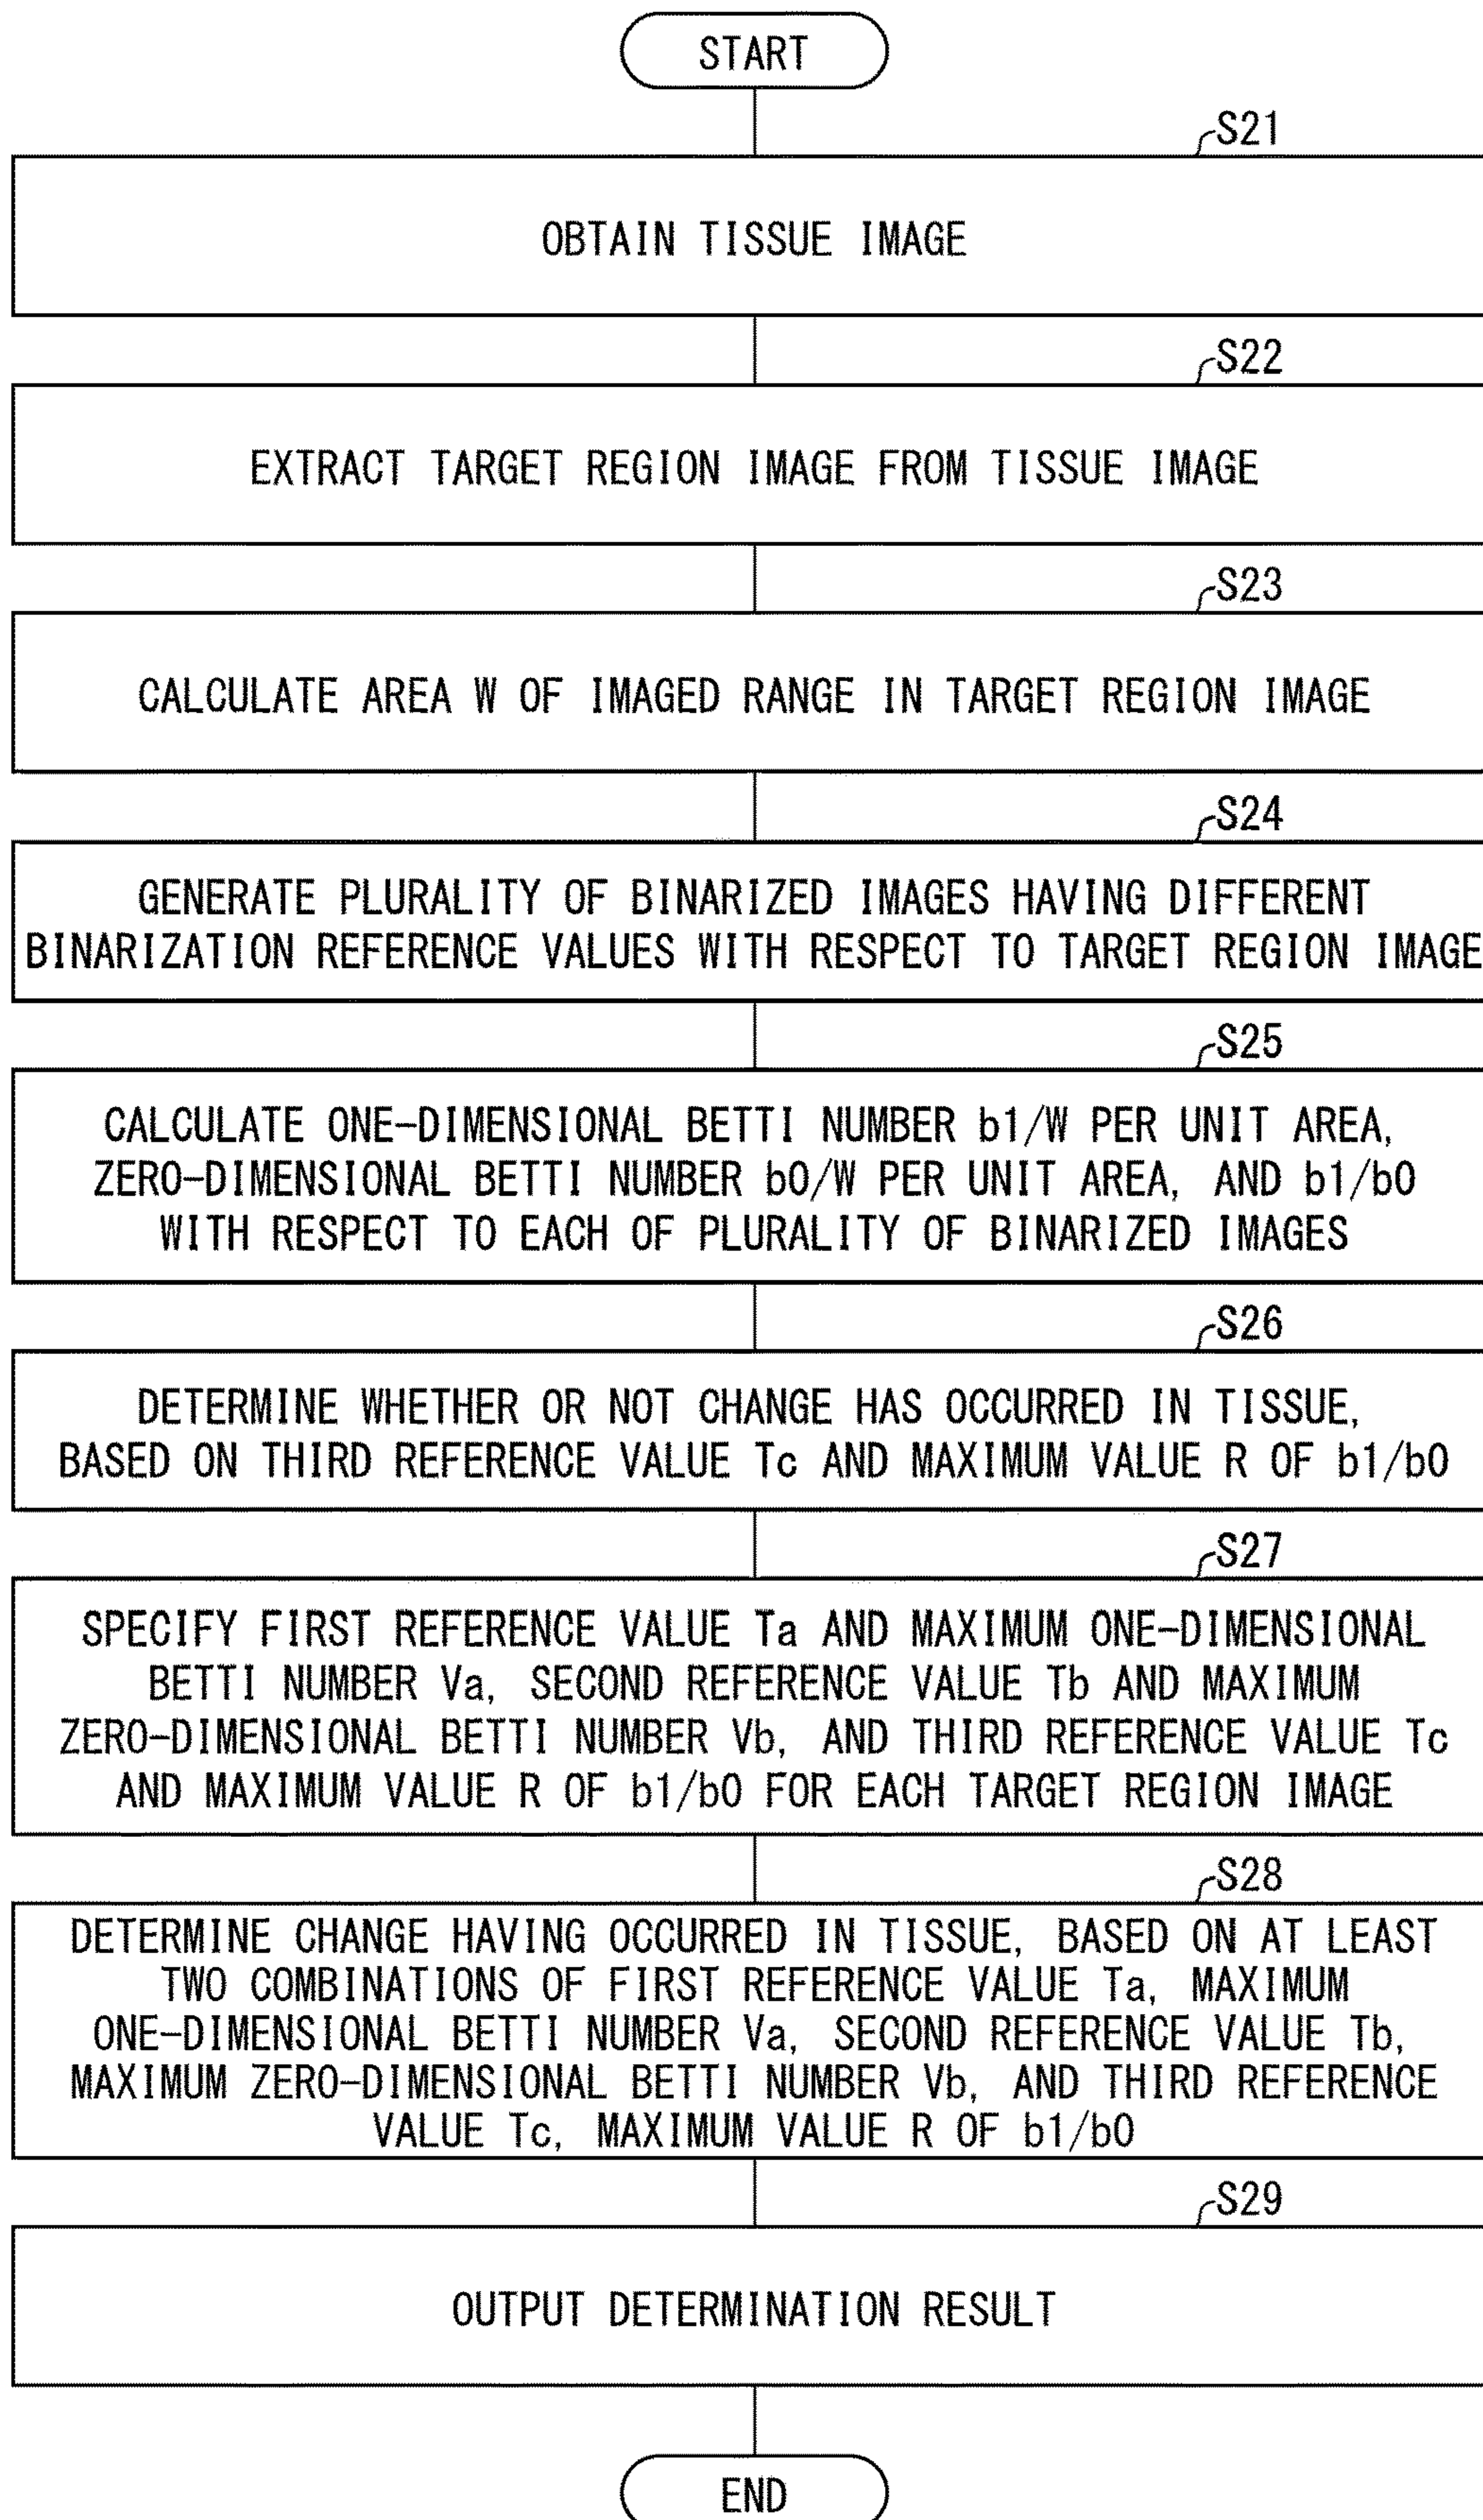 START
S21
OBTAIN TISSUE IMAGE
S22
EXTRACT TARGET REGION IMAGE FROM TISSUE IMAGE
S23
CALCULATE AREA W OF IMAGED RANGE IN TARGET REGION IMAGE
S24
GENERATE PLURALITY OF BINARIZED IMAGES HAVING DIFFERENT
BINARIZATION REFERENCE VALUES WITH RESPECT TO TARGET REGION IMAGE
S25
CALCULATE ONE-DIMENSIONAL BETTI NUMBER b1/W PER UNIT AREA,
ZERO-DIMENSIONAL BETTI NUMBER b0/W PER UNIT AREA, AND b1/b0
WITH RESPECT TO EACH OF PLURALITY OF BINARIZED IMAGES
S26
DETERMINE WHETHER OR NOT CHANGE HAS OCCURRED IN TISSUE,
BASED ON THIRD REFERENCE VALUE Tc AND MAXIMUM VALUE R OF b1/b0
S27
SPECIFY FIRST REFERENCE VALUE Ta AND MAXIMUM ONE-DIMENSIONAL
BETTI NUMBER Va, SECOND REFERENCE VALUE Tb AND MAXIMUM
ZERO-DIMENSIONAL BETTI NUMBER Vb, AND THIRD REFERENCE VALUE Tc
AND MAXIMUM VALUE R OF b1/b0 FOR EACH TARGET REGION IMAGE
S28
DETERMINE CHANGE HAVING OCCURRED IN TISSUE, BASED ON AT LEAST
TWO COMBINATIONS OF FIRST REFERENCE VALUE Ta, MAXIMUM
ONE-DIMENSIONAL BETTI NUMBER Va, SECOND REFERENCE VALUE Tb,
MAXIMUM ZERO-DIMENSIONAL BETTI NUMBER Vb, AND THIRD REFERENCE
VALUE Tc, MAXIMUM VALUE R OF b1/b0
S29
OUTPUT DETERMINATION RESULT
END